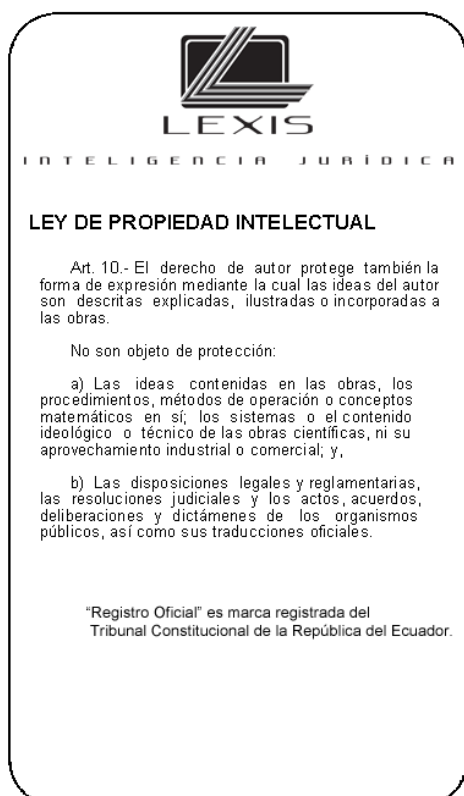 LEXIS
INTELIGENCIA JURÍDICA
LEY DE PROPIEDAD INTELECTUAL
Art. 10.- El derecho de autor protege también la
forma de expresión mediante la cual las ideas del autor
son descritas explicadas, ilustradas o incorporadas a
las obras.
No son objeto de protección:
a) Las ideas contenidas en las obras, los
procedimientos, métodos de operación o conceptos
matemáticos en sí; los sistemas o el contenido
ideológico o técnico de las obras científicas, ni su
aprovechamiento industrial o comercial; y,
b) Las disposiciones legales y reglamentarias,
las resoluciones judiciales y los actos, acuerdos,
deliberaciones y dictámenes de los organismos
públicos, así como sus traducciones oficiales.
“Registro Oficial” es marca registrada del
Tribunal Constitucional de la República del Ecuador.